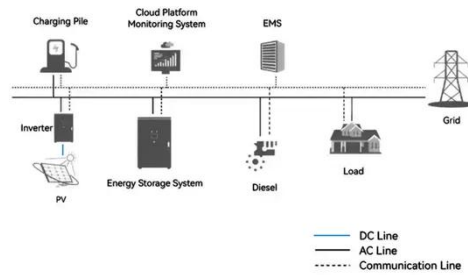 Charging Pile
Cloud Platform
Monitoring System
EMS
Grid
Inverter
PV
Energy Storage System
Diesel
Load
DC Line
AC Line
Communication Line